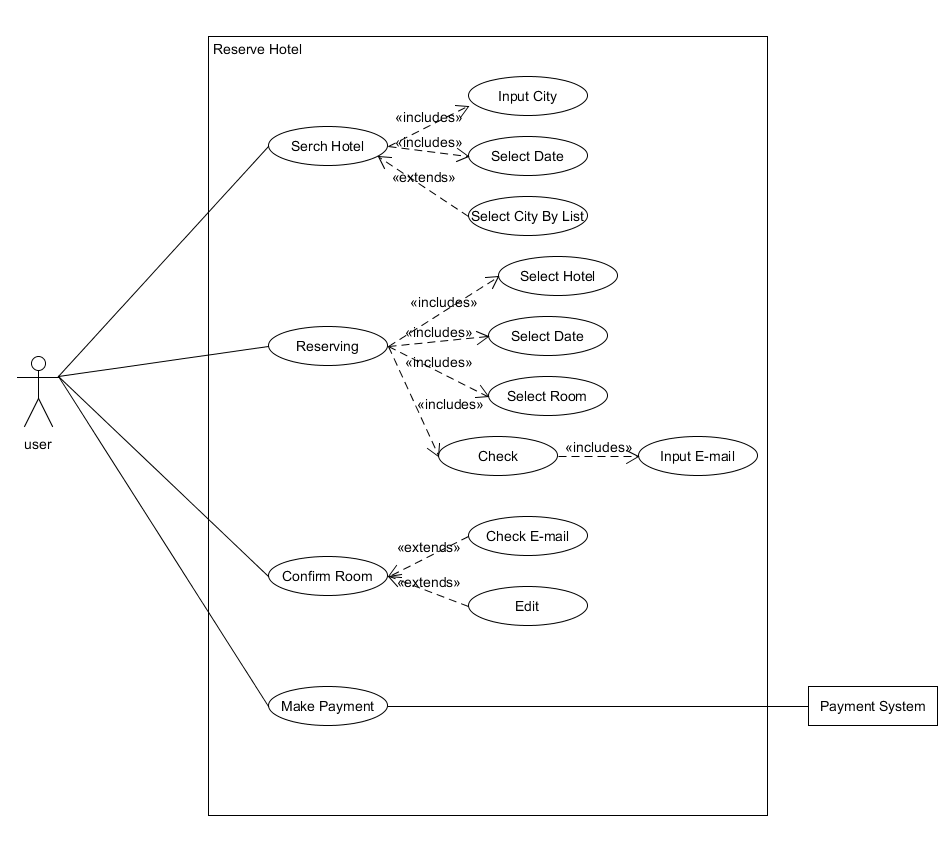 Reserve Hotel
Input City
«includes»
Serch Hotel
«includes»
Select Date
«extends»
Select City By List
Select Hotel
«includes»
Reserving
«includes»
Select Date
«includes»
Select Room
«includes»
Check
«includes»
Input E-mail
user
Check E-mail
«extends»
Confirm Room
«extends»
Edit
Make Payment
Payment System